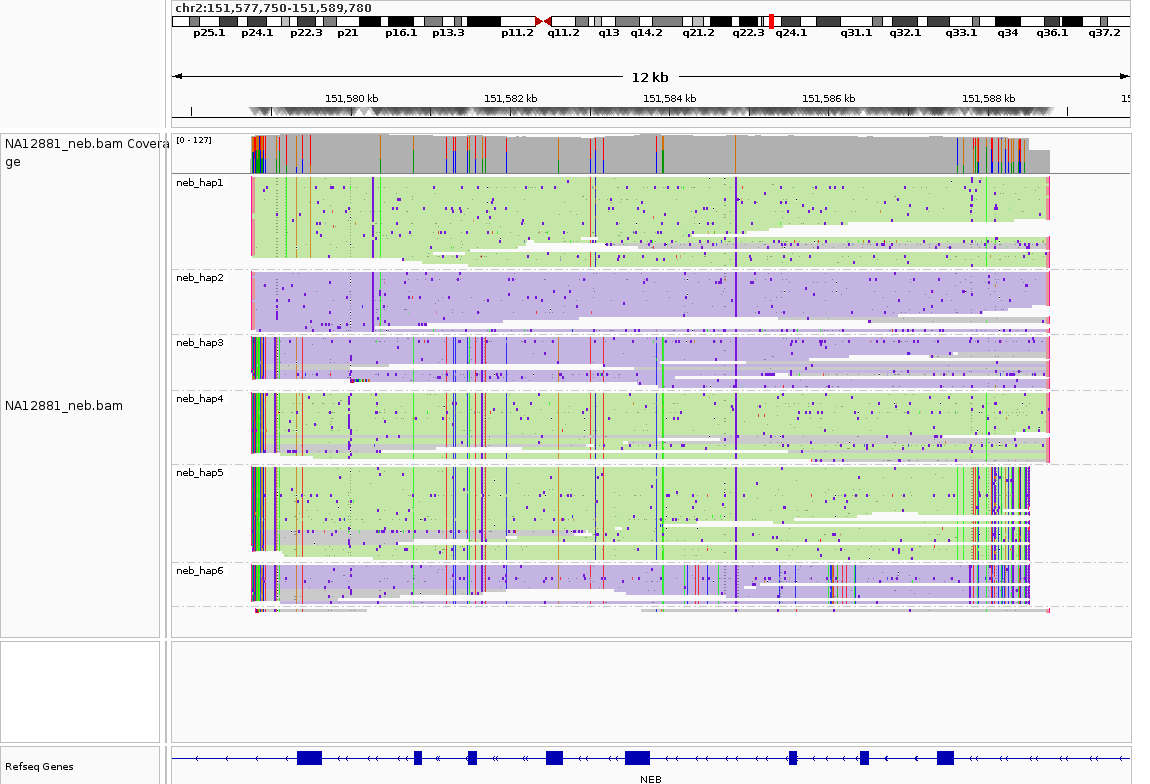 chr2:151,577,750-151,589,780
p25.1 p24.1 p22.3 p21 p16.1 p13.3 p11.2 q11.2 q13 q14.2 q21.2 q22.3 q24.1 q31.1 q32.1 q33.1 q34 q36.1 q37.2
12 kb
151,580 kb 151,582 kb 151,584 kb 151,586 kb 151,588 kb 15
NA12881_neb.bam Covera
ge
[0 - 127]
neb_hap1
neb_hap2
neb_hap3
neb_hap4
NA12881_neb.bam
neb_hap5
neb_hap6
Refseq Genes
NEB